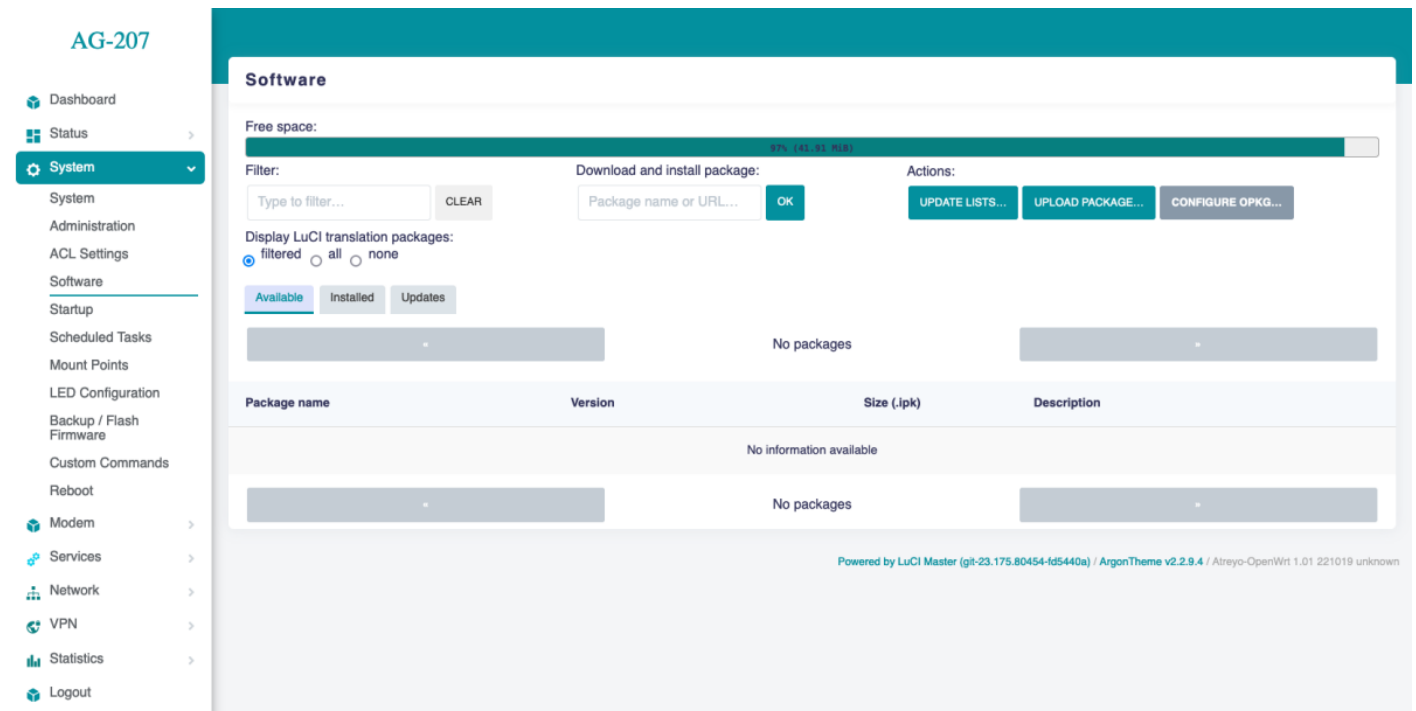 AG-207
Dashboard
Status
System
System
Administration
ACL Settings
Software
Startup
Scheduled Tasks
Mount Points
LED Configuration
Backup / Flash
Firmware
Custom Commands
Reboot
Modem
Services
Network
VPN
Statistics
Logout
Software
Free space:
97% (41.91 MiB)
Filter:
Download and install package:
Actions:
Type to filter...
CLEAR
Package name or URL...
OK
UPDATE LISTS...
UPLOAD PACKAGE...
CONFIGURE OPKG...
Display LuCI translation packages:
filtered all none
Available Installed Updates
« No packages »
Package name Version Size (.ipk) Description
No information available
« No packages »
Powered by LuCI Master (git-23.175.80454-fd5440a) / ArgonTheme v2.2.9.4 / Atreyo-OpenWrt 1.01 221019 unknown